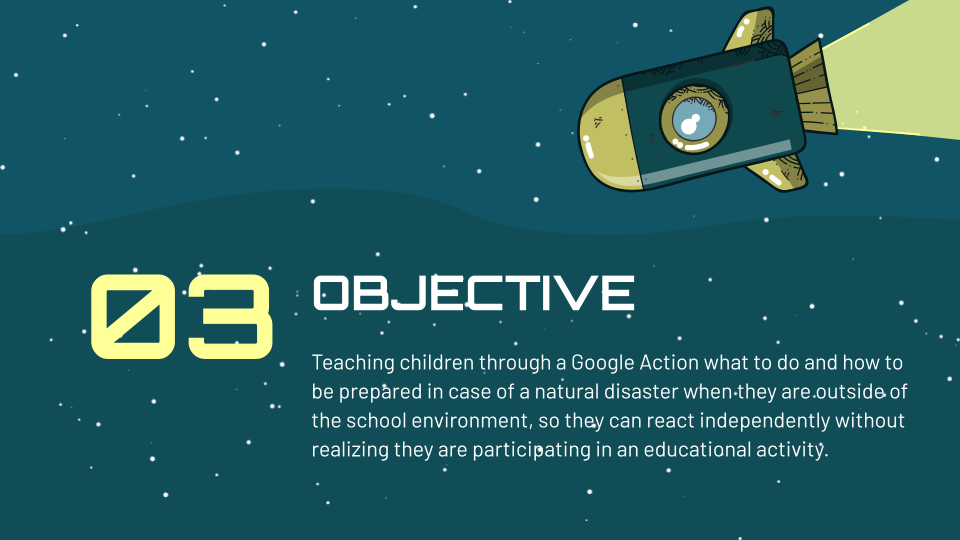 03
OBJECTIVE
Teaching children through a Google Action what to do and how to
be prepared in case of a natural disaster when they are outside of
the school environment, so they can react independently without
realizing they are participating in an educational activity.